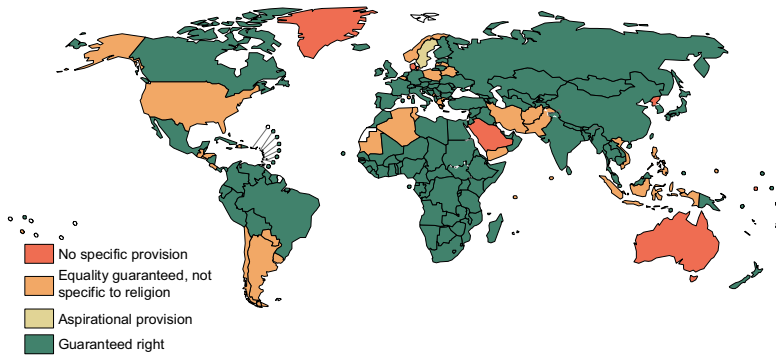 No specific provision
Equality guaranteed, not
specific to religion
Aspirational provision
Guaranteed right